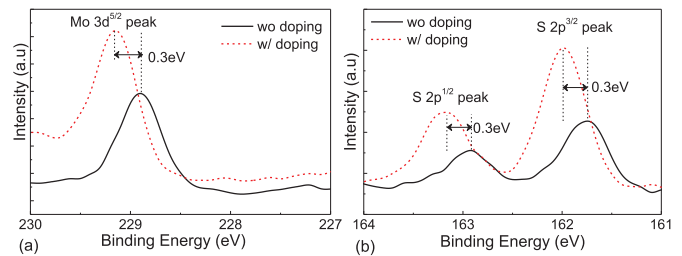 Mo 3d5/2 peak
wo doping
w/ doping
0.3eV
Intensity (a.u)
230 229 228 227
Binding Energy (eV)
(a)
wo doping
w/ doping
S 2p3/2 peak
S 2p1/2 peak
0.3eV
0.3eV
Intensity (a.u)
164 163 162 161
Binding Energy (eV)
(b)